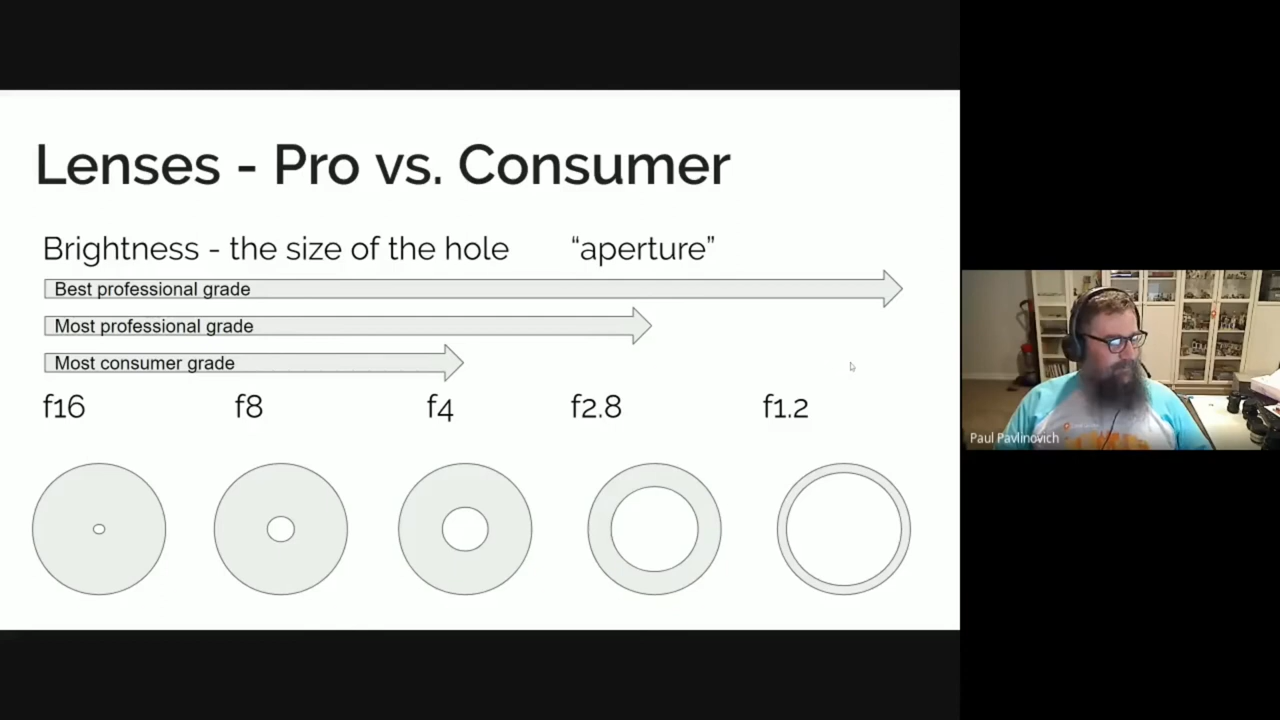 Lenses - Pro vs. Consumer
Brightness - the size of the hole “aperture”
Best professional grade
Most professional grade
Most consumer grade
f16 f8 f4 f2.8 f1.2
Paul Pavlinovich